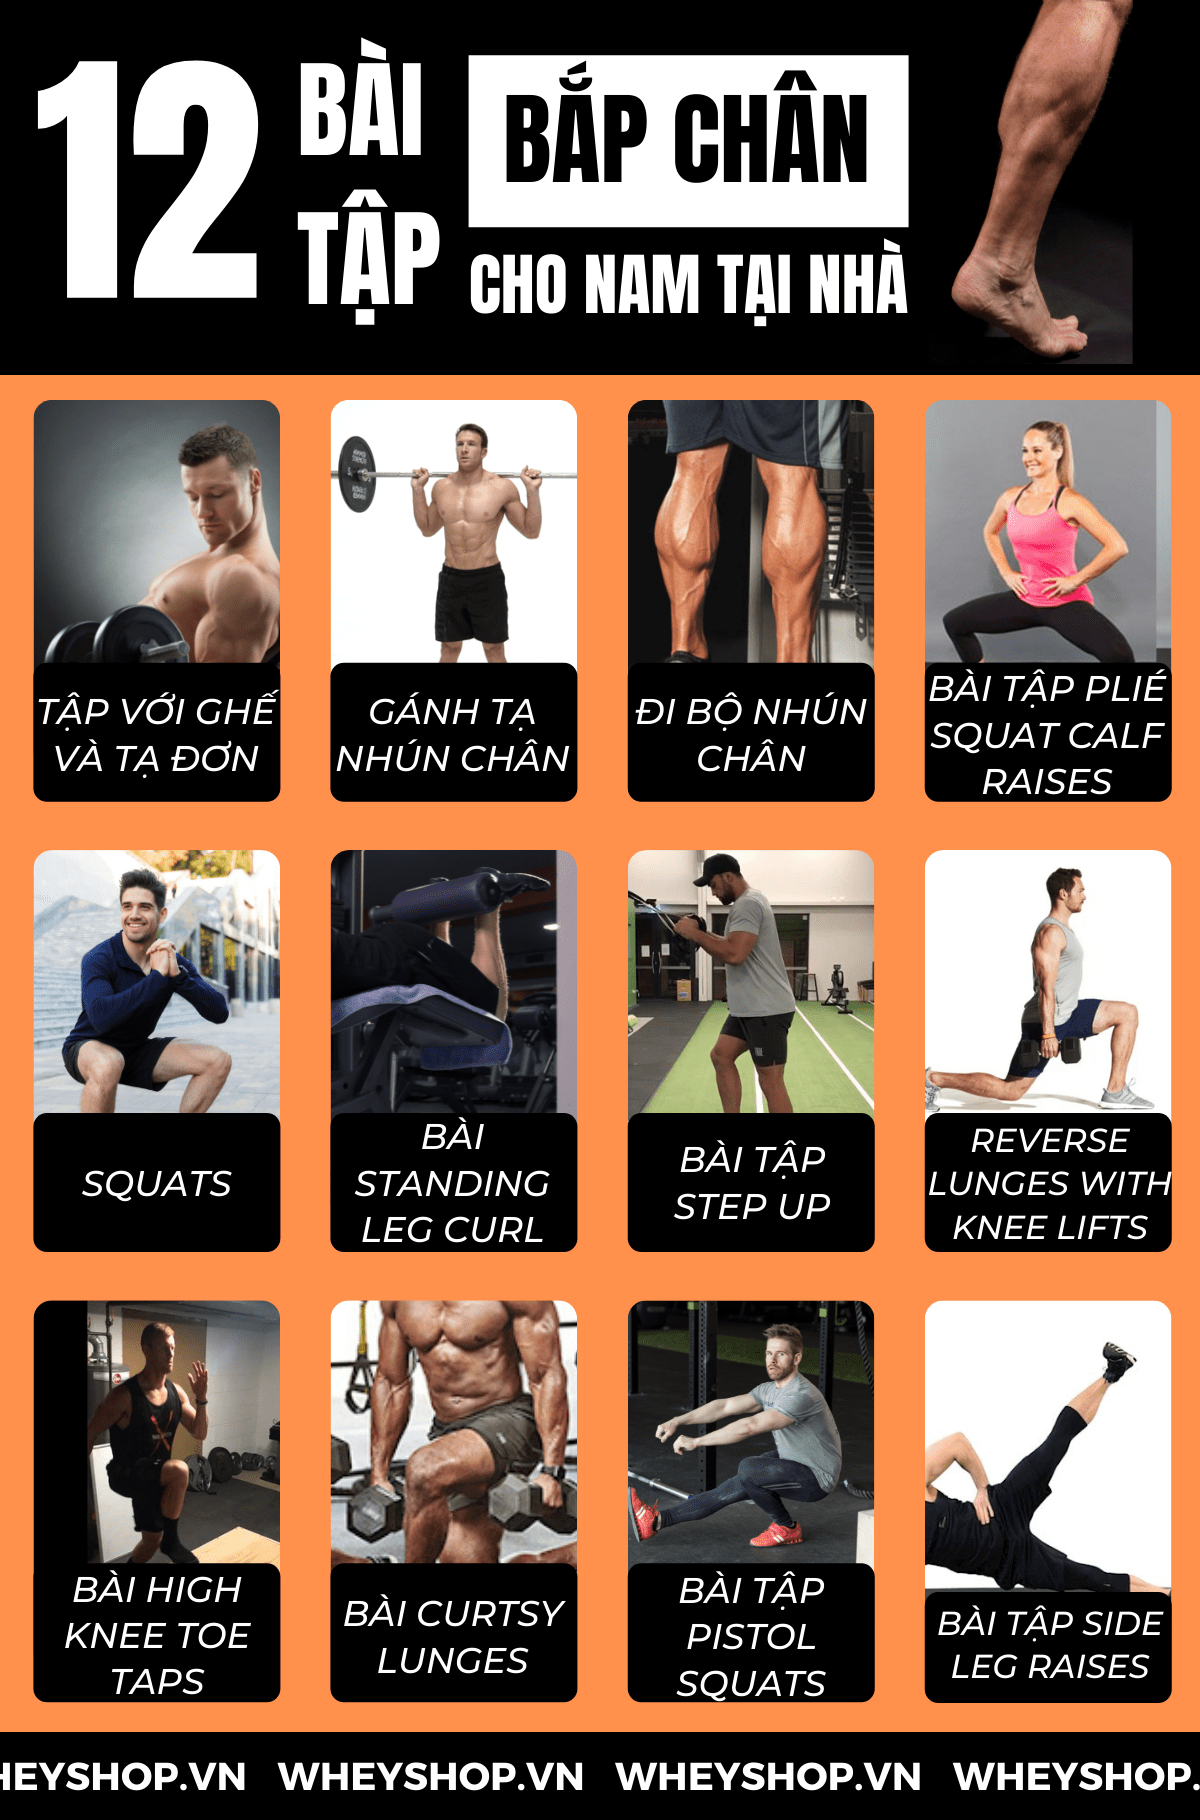 12
BÀI
TẬP
BẮP CHÂN
CHO NAM TẠI NHÀ
TẬP VỚI GHẾ
VÀ TẠ ĐƠN
GÁNH TẠ
NHÚN CHÂN
ĐI BỘ NHÚN
CHÂN
BÀI TẬP PLIÉ
SQUAT CALF
RAISES
SQUATS
BÀI
STANDING
LEG CURL
BÀI TẬP
STEP UP
REVERSE
LUNGES WITH
KNEE LIFTS
BÀI HIGH
KNEE TOE
TAPS
BÀI CURTSY
LUNGES
BÀI TẬP
PISTOL
SQUATS
BÀI TẬP SIDE
LEG RAISES
HEYSHOP.VN WHEYSHOP.VN WHEYSHOP.VN WHEYSHOP.